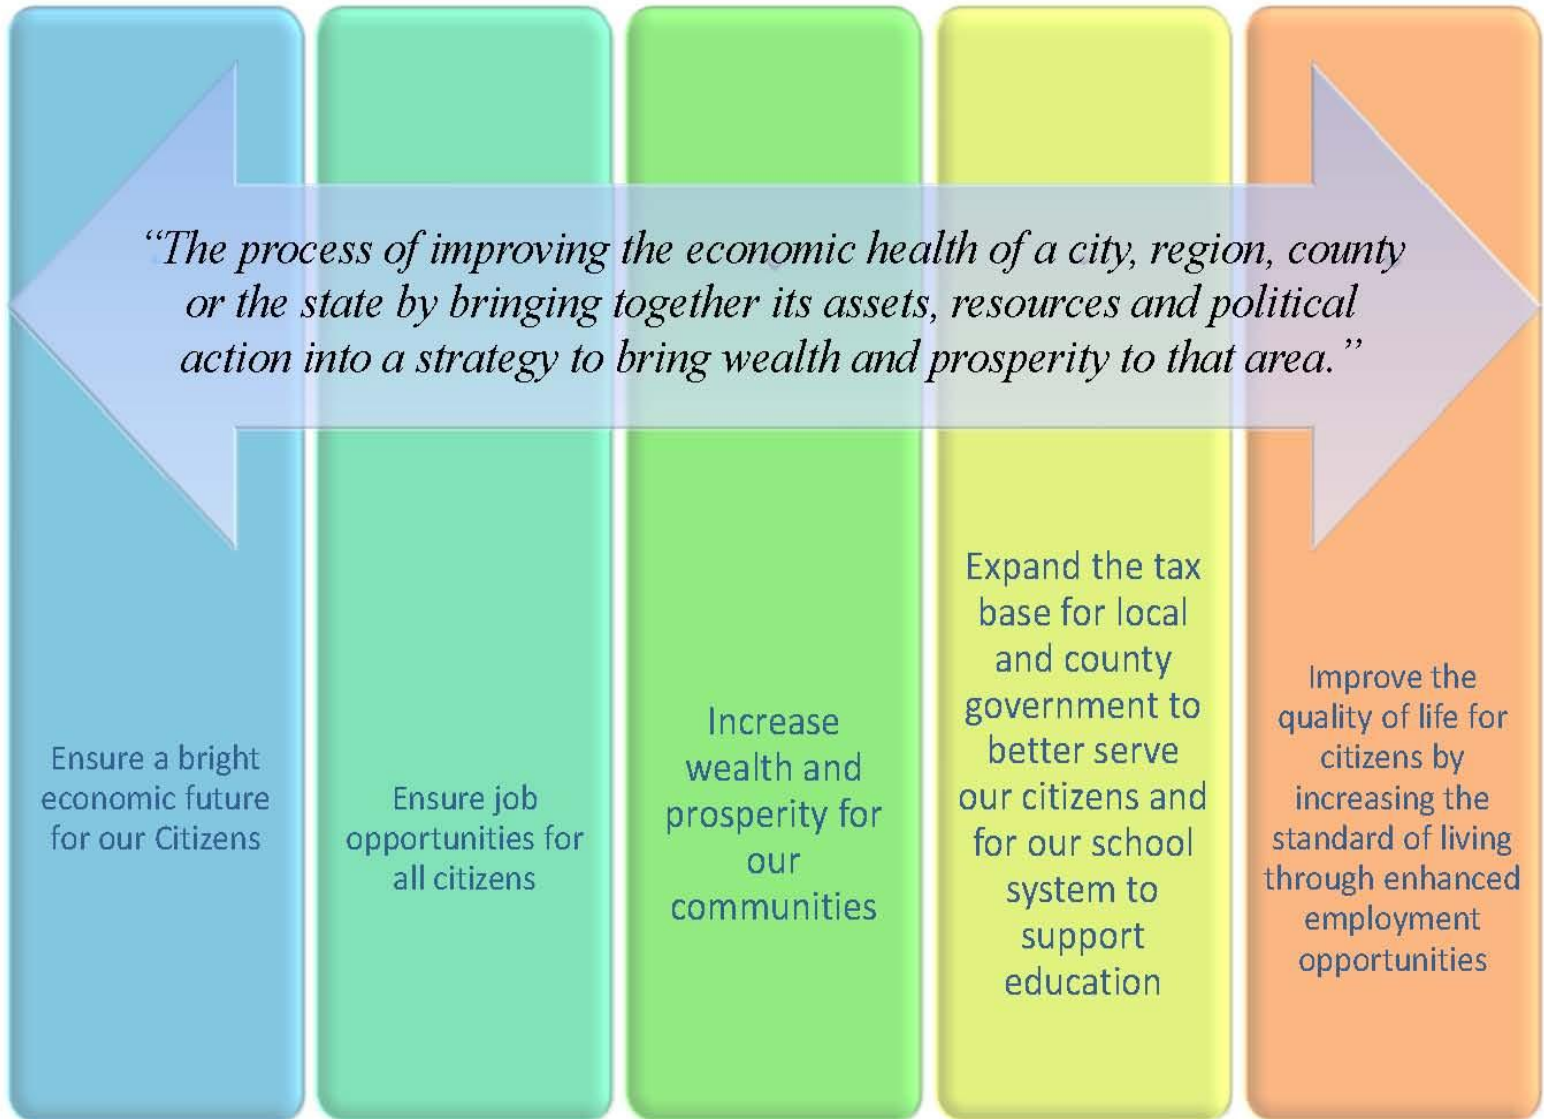 “The process of improving the economic health of a city, region, county
or the state by bringing together its assets, resources and political
action into a strategy to bring wealth and prosperity to that area.”
Ensure a bright
economic future
for our Citizens
Ensure job
opportunities for
all citizens
Increase
wealth and
prosperity for
our
communities
Expand the tax
base for local
and county
government to
better serve
our citizens and
for our school
system to
support
education
Improve the
quality of life for
citizens by
increasing the
standard of living
through enhanced
employment
opportunities